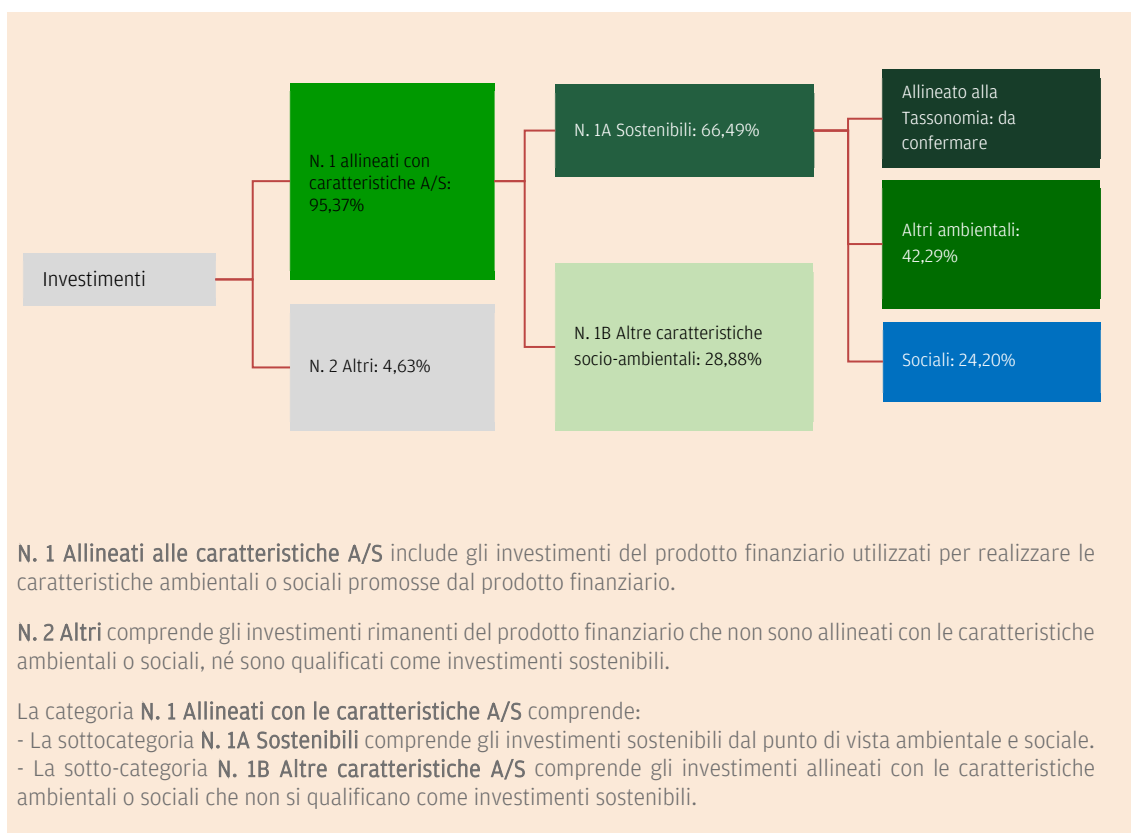 Investimenti
N. 1 allineati con
caratteristiche A/S:
95,37%
N. 2 Altri: 4,63%
N. 1A Sostenibili: 66,49%
N. 1B Altre caratteristiche
socio-ambientali: 28,88%
Allineato alla
Tassonomia: da
confermare
Altri ambientali:
42,29%
Sociali: 24,20%
N. 1 Allineati alle caratteristiche A/S include gli investimenti del prodotto finanziario utilizzati per realizzare le
caratteristiche ambientali o sociali promosse dal prodotto finanziario.
N. 2 Altri comprende gli investimenti rimanenti del prodotto finanziario che non sono allineati con le caratteristiche
ambientali o sociali, né sono qualificati come investimenti sostenibili.
La categoria N. 1 Allineati con le caratteristiche A/S comprende:
- La sottocategoria N. 1A Sostenibili comprende gli investimenti sostenibili dal punto di vista ambientale e sociale.
- La sotto-categoria N. 1B Altre caratteristiche A/S comprende gli investimenti allineati con le caratteristiche
ambientali o sociali che non si qualificano come investimenti sostenibili.